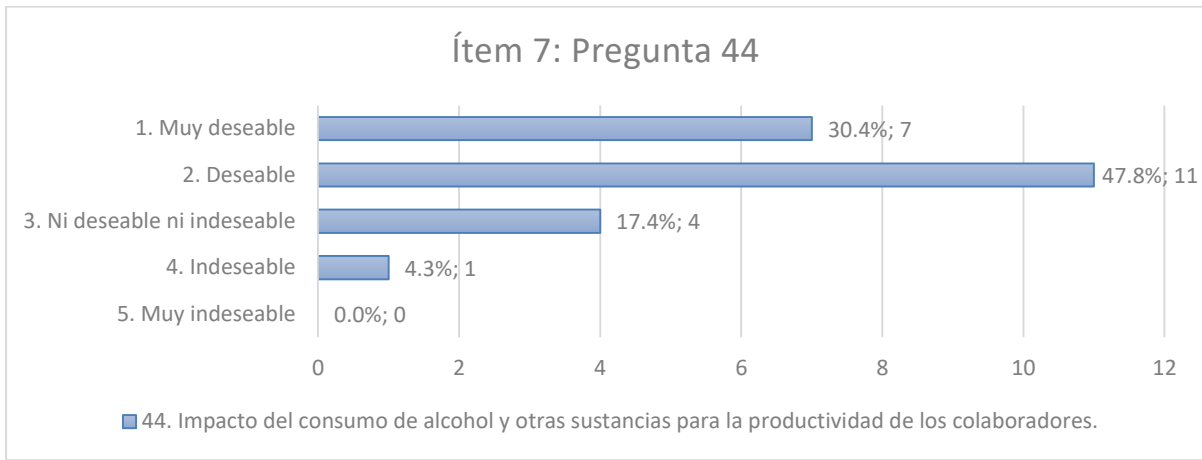 Ítem 7: Pregunta 44
1. Muy deseable
30.4%; 7
2. Deseable
47.8%; 11
3. Ni deseable ni indeseable
17.4%; 4
4. Indeseable
4.3%; 1
5. Muy indeseable
0.0%; 0
0 2 4 6 8 10 12
44. Impacto del consumo de alcohol y otras sustancias para la productividad de los colaboradores.